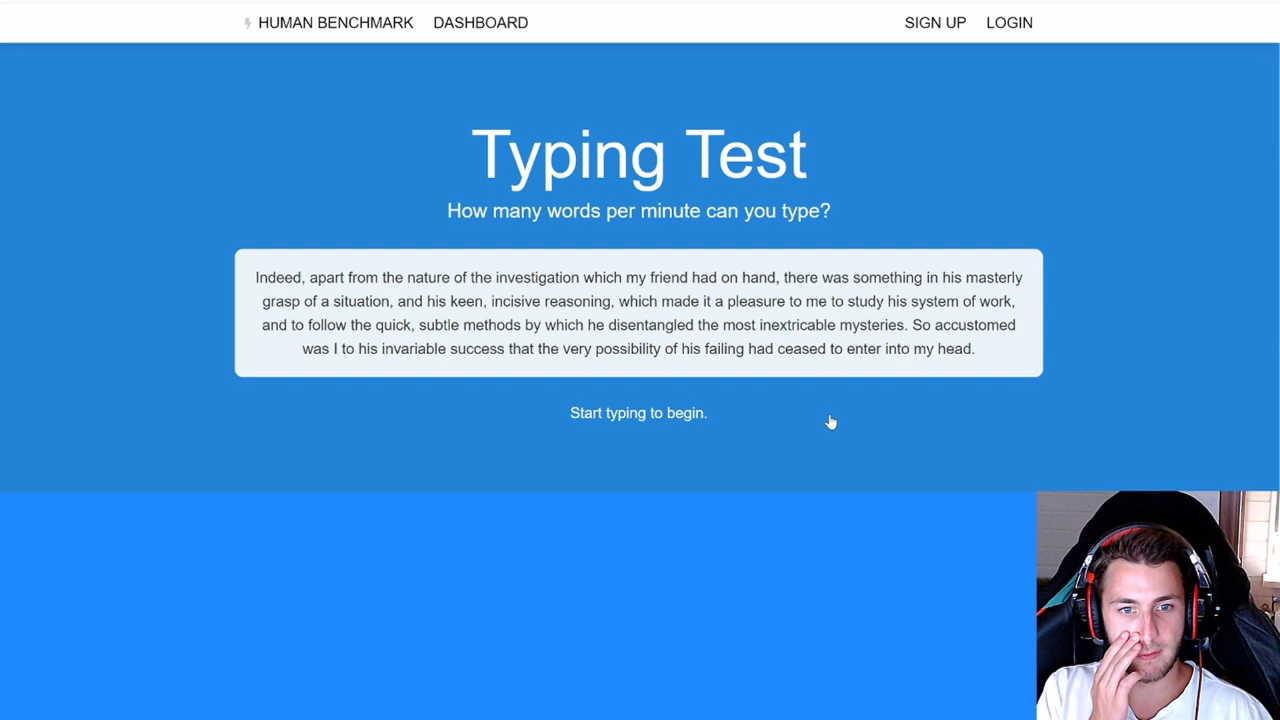 HUMAN BENCHMARK DASHBOARD SIGN UP LOGIN
Typing Test
How many words per minute can you type?
Indeed, apart from the nature of the investigation which my friend had on hand, there was something in his masterly
grasp of a situation, and his keen, incisive reasoning, which made it a pleasure to me to study his system of work,
and to follow the quick, subtle methods by which he disentangled the most inextricable mysteries. So accustomed
was I to his invariable success that the very possibility of his failing had ceased to enter into my head.
Start typing to begin.